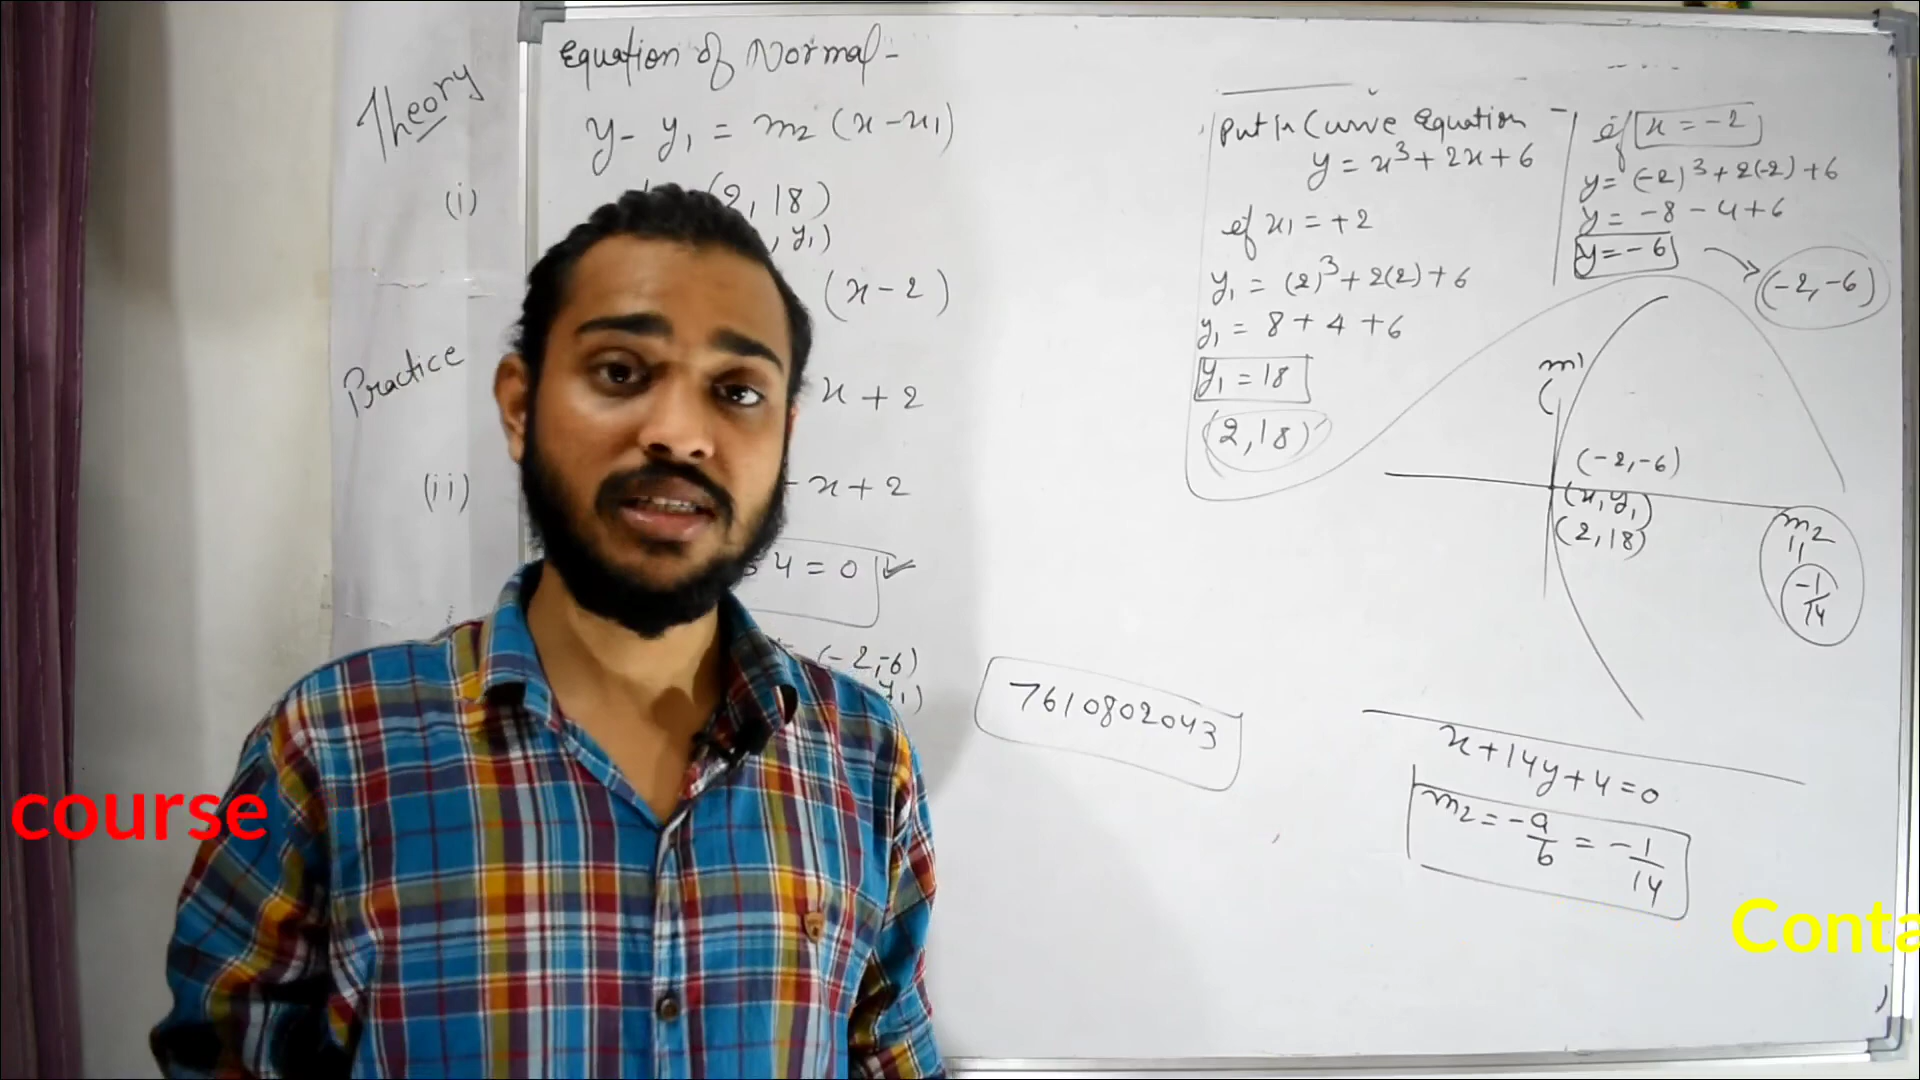 Theory
(i)
Practice
(ii)
Equation of Normal -
y - y₁ = m₂ (x - x₁)
(2, 18)
, y₁)
(x - 2)
x + 2
- x + 2
4 = 0
(-2, -6)
y₁)
7610802043
Put In Curve Equation -
y = x³ + 2x + 6
if x₁ = +2
y₁ = (2)³ + 2(2) + 6
y₁ = 8 + 4 + 6
y₁ = 18
(2, 18)
if x = -2
y = (-2)³ + 2(-2) + 6
y = -8 - 4 + 6
y = -6
(-2, -6)
m₁
(-2, -6)
(x₁ y₁)
(2, 18)
m₂
-1/14
x + 14y + 4 = 0
m₂ = -a/b = -1/14
course
Conta